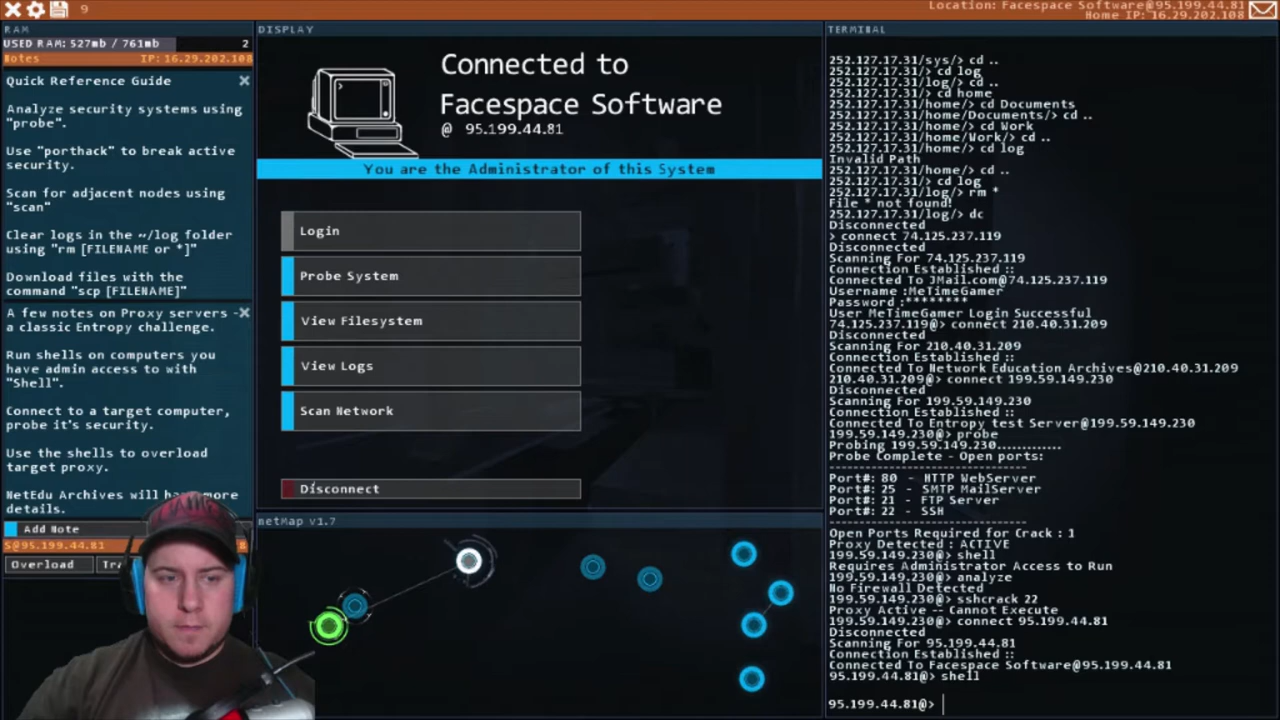 9
Location: Facespace Software@95.199.44.81
Home IP: 16.29.202.108
RAM
USED RAM: 527mb / 761mb
2
Notes
IP: 16.29.202.108
Quick Reference Guide
Analyze security systems using
"probe".
Use "porthack" to break active
security.
Scan for adjacent nodes using
"scan"
Clear logs in the ~/log folder
using "rm [FILENAME or *]"
Download files with the
command "scp [FILENAME]"
A few notes on Proxy servers -
a classic Entropy challenge.
Run shells on computers you
have admin access to with
"Shell".
Connect to a target computer,
probe it's security.
Use the shells to overload
target proxy.
NetEdu Archives will more
details.
Add Note
S@95.199.44.81
Overload
DISPLAY
Connected to
Facespace Software
@ 95.199.44.81
You are the Administrator of this System
Login
Probe System
View Filesystem
View Logs
Scan Network
Disconnect
netMap v1.7
TERMINAL
252.127.17.31/sys/> cd ..
252.127.17.31/> cd log
252.127.17.31/log/> cd ..
252.127.17.31/> cd home
252.127.17.31/home/> cd Documents
252.127.17.31/home/Documents/> cd ..
252.127.17.31/home/> cd Work
252.127.17.31/home/Work/> cd ..
252.127.17.31/home/> cd log
Invalid Path
252.127.17.31/home/> cd ..
252.127.17.31/> cd log
252.127.17.31/log/> rm *
File * not found!
252.127.17.31/log/> dc
Disconnected
> connect 74.125.237.119
Disconnected
Scanning For 74.125.237.119
Connection Established ::
Connected To JMail.com@74.125.237.119
Username :MeTimeGamer
Password :********
User MeTimeGamer Login Successful
74.125.237.119@> connect 210.40.31.209
Disconnected
Scanning For 210.40.31.209
Connection Established ::
Connected To Network Education Archives@210.40.31.209
210.40.31.209@> connect 199.59.149.230
Disconnected
Scanning For 199.59.149.230
Connection Established ::
Connected To Entropy test Server@199.59.149.230
199.59.149.230@> probe
Probing 199.59.149.230............
Probe Complete - Open ports:
---------------------------------
Port#: 80 - HTTP WebServer
Port#: 25 - SMTP MailServer
Port#: 21 - FTP Server
Port#: 22 - SSH
---------------------------------
Open Ports Required for Crack : 1
Proxy Detected : ACTIVE
199.59.149.230@> shell
Requires Administrator Access to Run
199.59.149.230@> analyze
No Firewall Detected
199.59.149.230@> sshcrack 22
Proxy Active -- Cannot Execute
199.59.149.230@> connect 95.199.44.81
Disconnected
Scanning For 95.199.44.81
Connection Established ::
Connected To Facespace Software@95.199.44.81
95.199.44.81@> shell
95.199.44.81@>